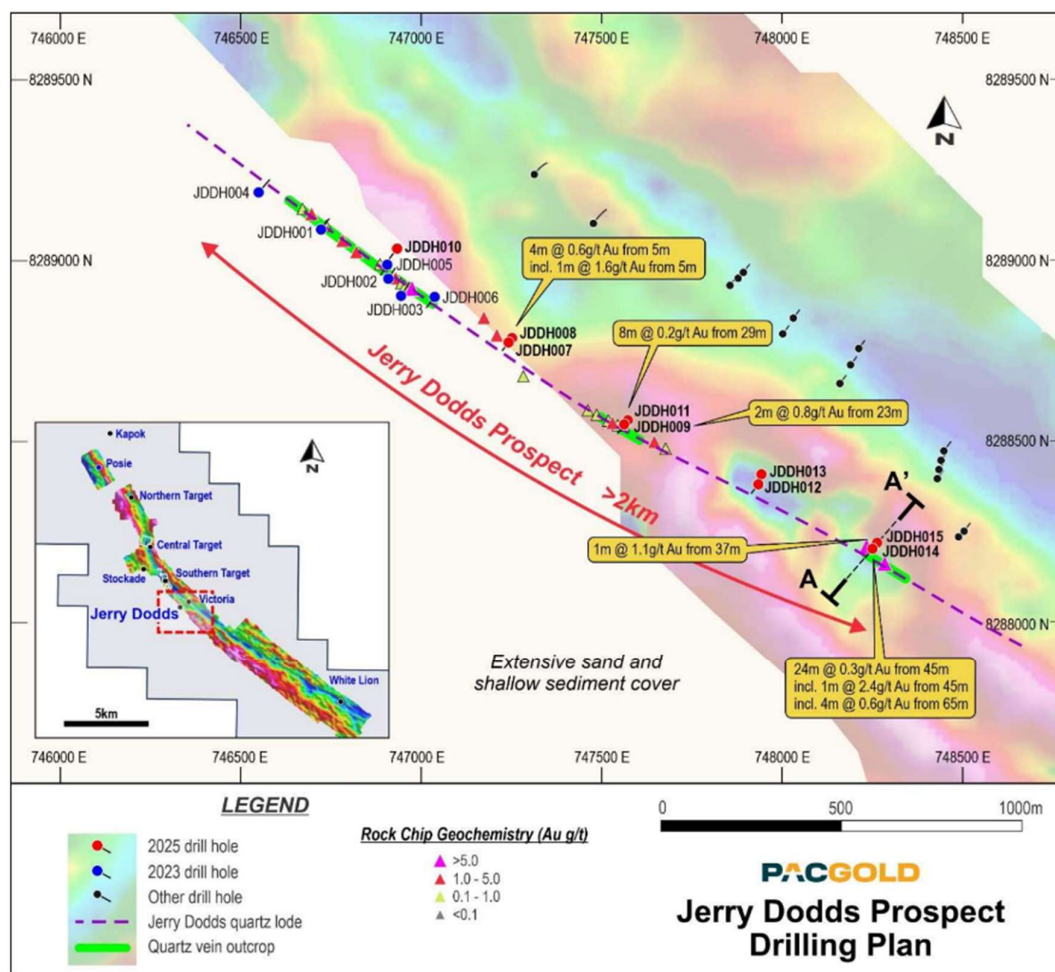 746000 E
746500 E
747000 E
747500 E
748000 E
748500 E
8289500 N
8289500 N
N
JDDH004
JDDH001
JDDH010
JDDH005
JDDH002
JDDH003
JDDH006
8289000 N
8289000 N
4m @ 0.6g/t Au from 5m
incl. 1m @ 1.6g/t Au from 5m
JDDH008
JDDH007
8m @ 0.2g/t Au from 29m
JDDH011
JDDH009
2m @ 0.8g/t Au from 23m
8288500 N
Jerry Dodds Prospect >2km
JDDH013
JDDH012
A'
1m @ 1.1g/t Au from 37m
JDDH015
JDDH014
A
8288000 N
24m @ 0.3g/t Au from 45m
incl. 1m @ 2.4g/t Au from 45m
incl. 4m @ 0.6g/t Au from 65m
Extensive sand and
shallow sediment cover
Kapok
Posie
N
Northern Target
Central Target
Stockade
Southern Target
Victoria
Jerry Dodds
White Lion
5km
746000 E
746500 E
747000 E
747500 E
748000 E
748500 E
LEGEND
2025 drill hole
2023 drill hole
Other drill hole
Jerry Dodds quartz lode
Quartz vein outcrop
Rock Chip Geochemistry (Au g/t)
>5.0
1.0 - 5.0
0.1 - 1.0
<0.1
0
500
1000m
PACGOLD
Jerry Dodds Prospect
Drilling Plan